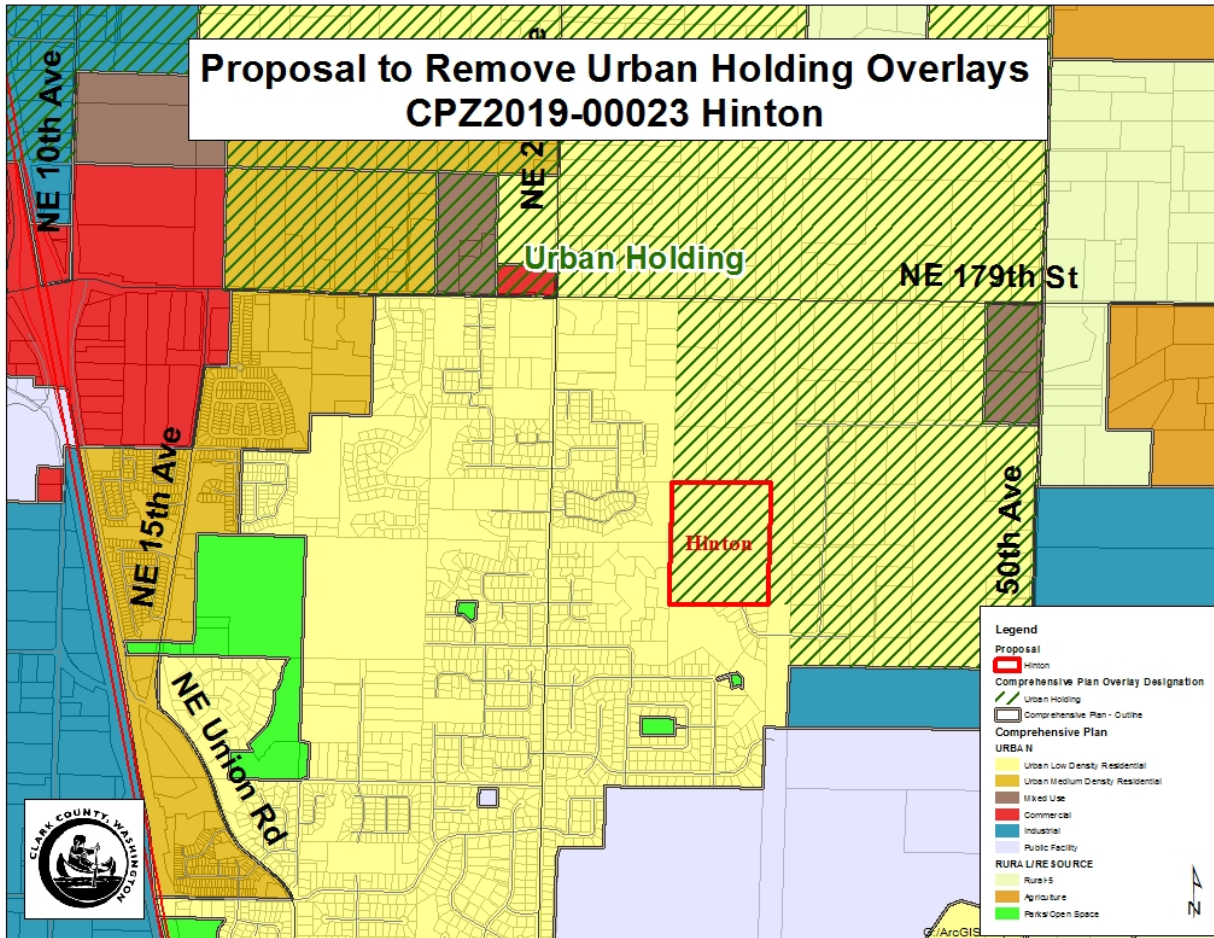 Proposal to Remove Urban Holding Overlays
CPZ2019-00023 Hinton
NE 10th Ave
NE 2
e
Urban Holding
NE 179th St
NE 15th Ave
Hinton
50th Ave
NE Union Rd
CLARK COUNTY, WASHINGTON
Legend
Proposal
Hinton
Comprehensive Plan Overlay Designation
Urban Holding
Comprehensive Plan - Outline
Comprehensive Plan
URBAN
Urban Low Density Residential
Urban Medium Density Residential
Mixed Use
Commercial
Industrial
Public Facility
RURAL/RESOURCE
Rural-5
Agriculture
Parks/Open Space
N
G:/ArcGIS